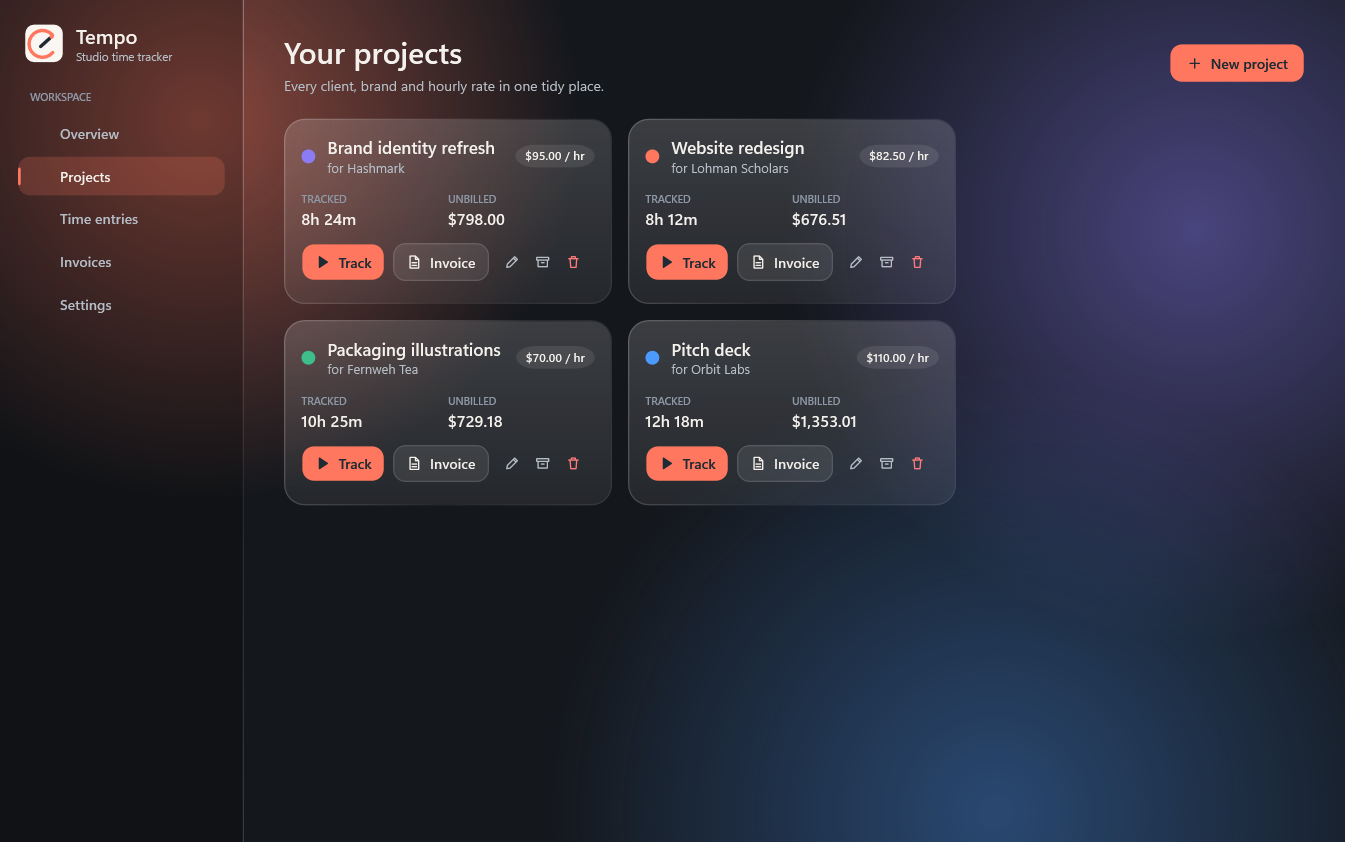 Tempo
Studio time tracker
WORKSPACE
Overview
Projects
Time entries
Invoices
Settings
Your projects
Every client, brand and hourly rate in one tidy place.
New project
Brand identity refresh
for Hashmark
$95.00 / hr
TRACKED
UNBILLED
8h 24m
$798.00
Track
Invoice
Website redesign
for Lohman Scholars
$82.50 / hr
TRACKED
UNBILLED
8h 12m
$676.51
Track
Invoice
Packaging illustrations
for Fernweh Tea
$70.00 / hr
TRACKED
UNBILLED
10h 25m
$729.18
Track
Invoice
Pitch deck
for Orbit Labs
$110.00 / hr
TRACKED
UNBILLED
12h 18m
$1,353.01
Track
Invoice